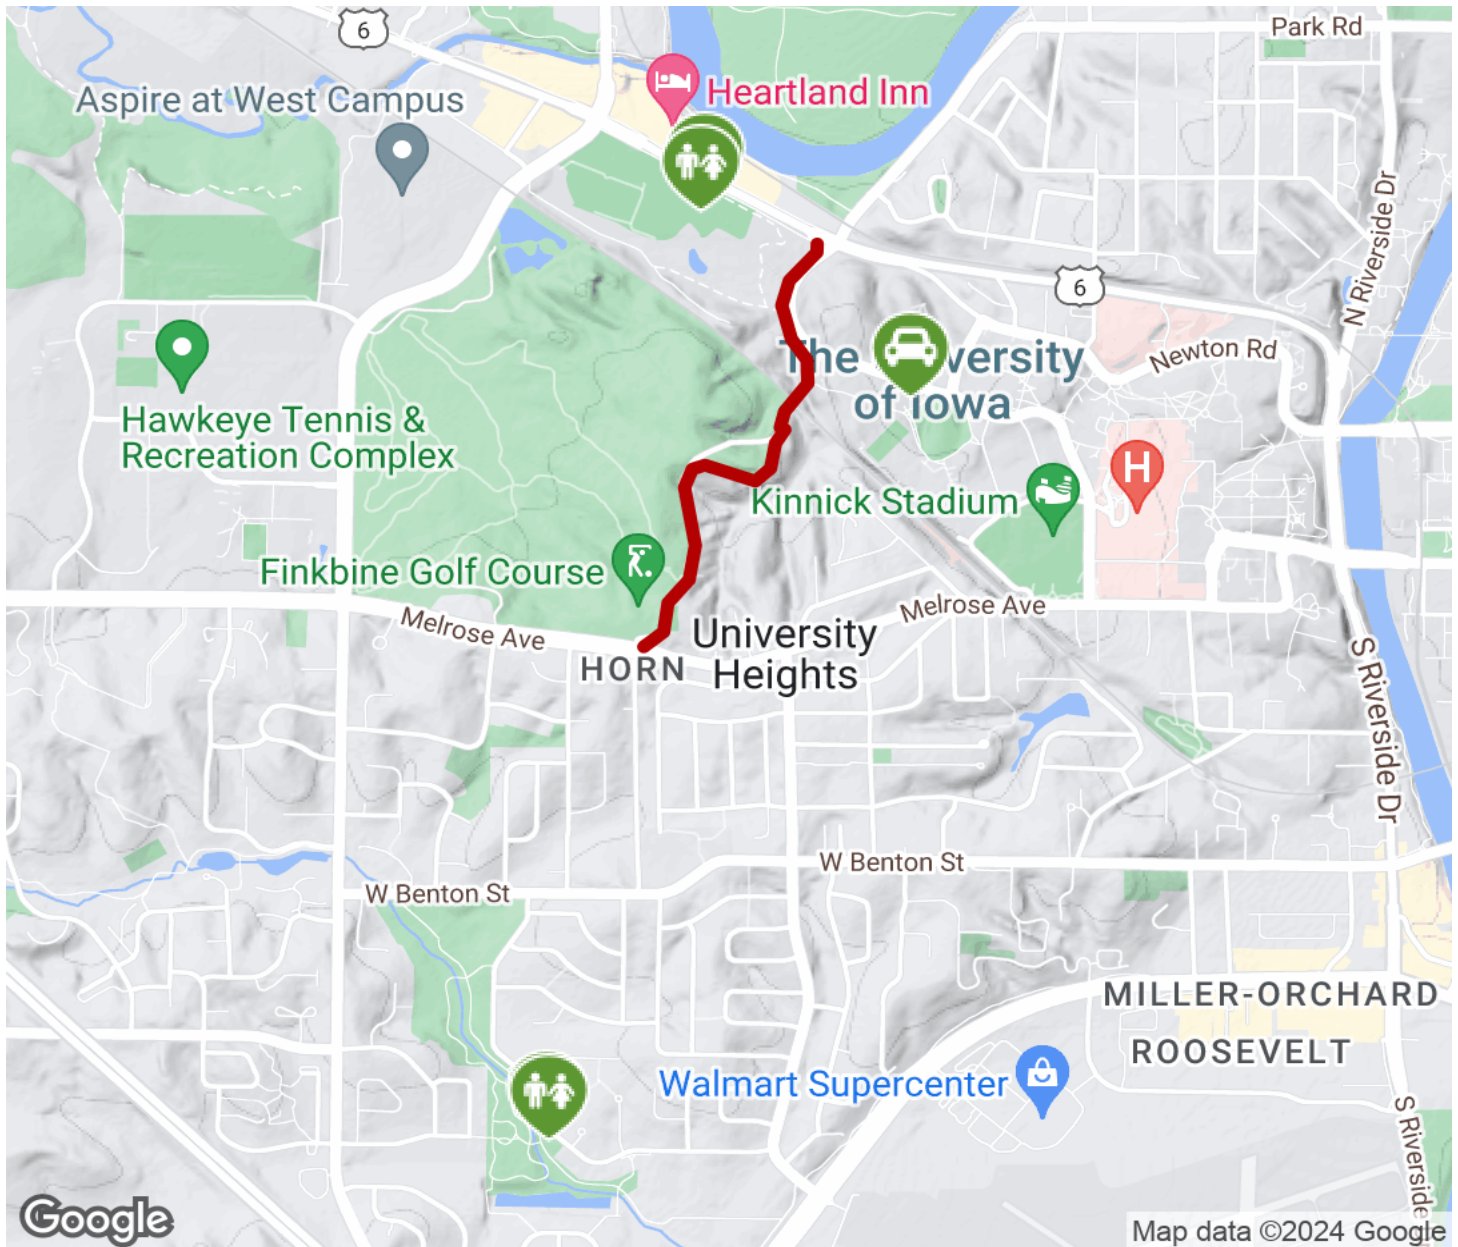 6
Park Rd
Aspire at West Campus
Heartland Inn
N Riverside Dr
6
The
versity
of Iowa
Newton Rd
Hawkeye Tennis &
Recreation Complex
H
Kinnick Stadium
Finkbine Golf Course
Melrose Ave
Melrose Ave
University
Heights
HORN
S Riverside Dr
W Benton St
W Benton St
MILLER-ORCHARD
ROOSEVELT
Walmart Supercenter
S Riverside
Google
Map data ©2024 Google